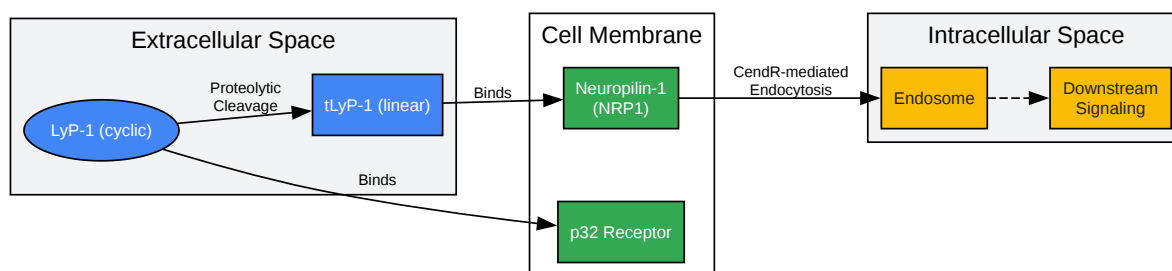 Extracellular Space
Cell Membrane
Intracellular Space
Proteolytic
Cleavage
LyP-1 (cyclic)
tLyP-1 (linear)
Binds
Binds
Neuropilin-1
(NRP1)
p32 Receptor
CendR-mediated
Endocytosis
Endosome
Downstream
Signaling